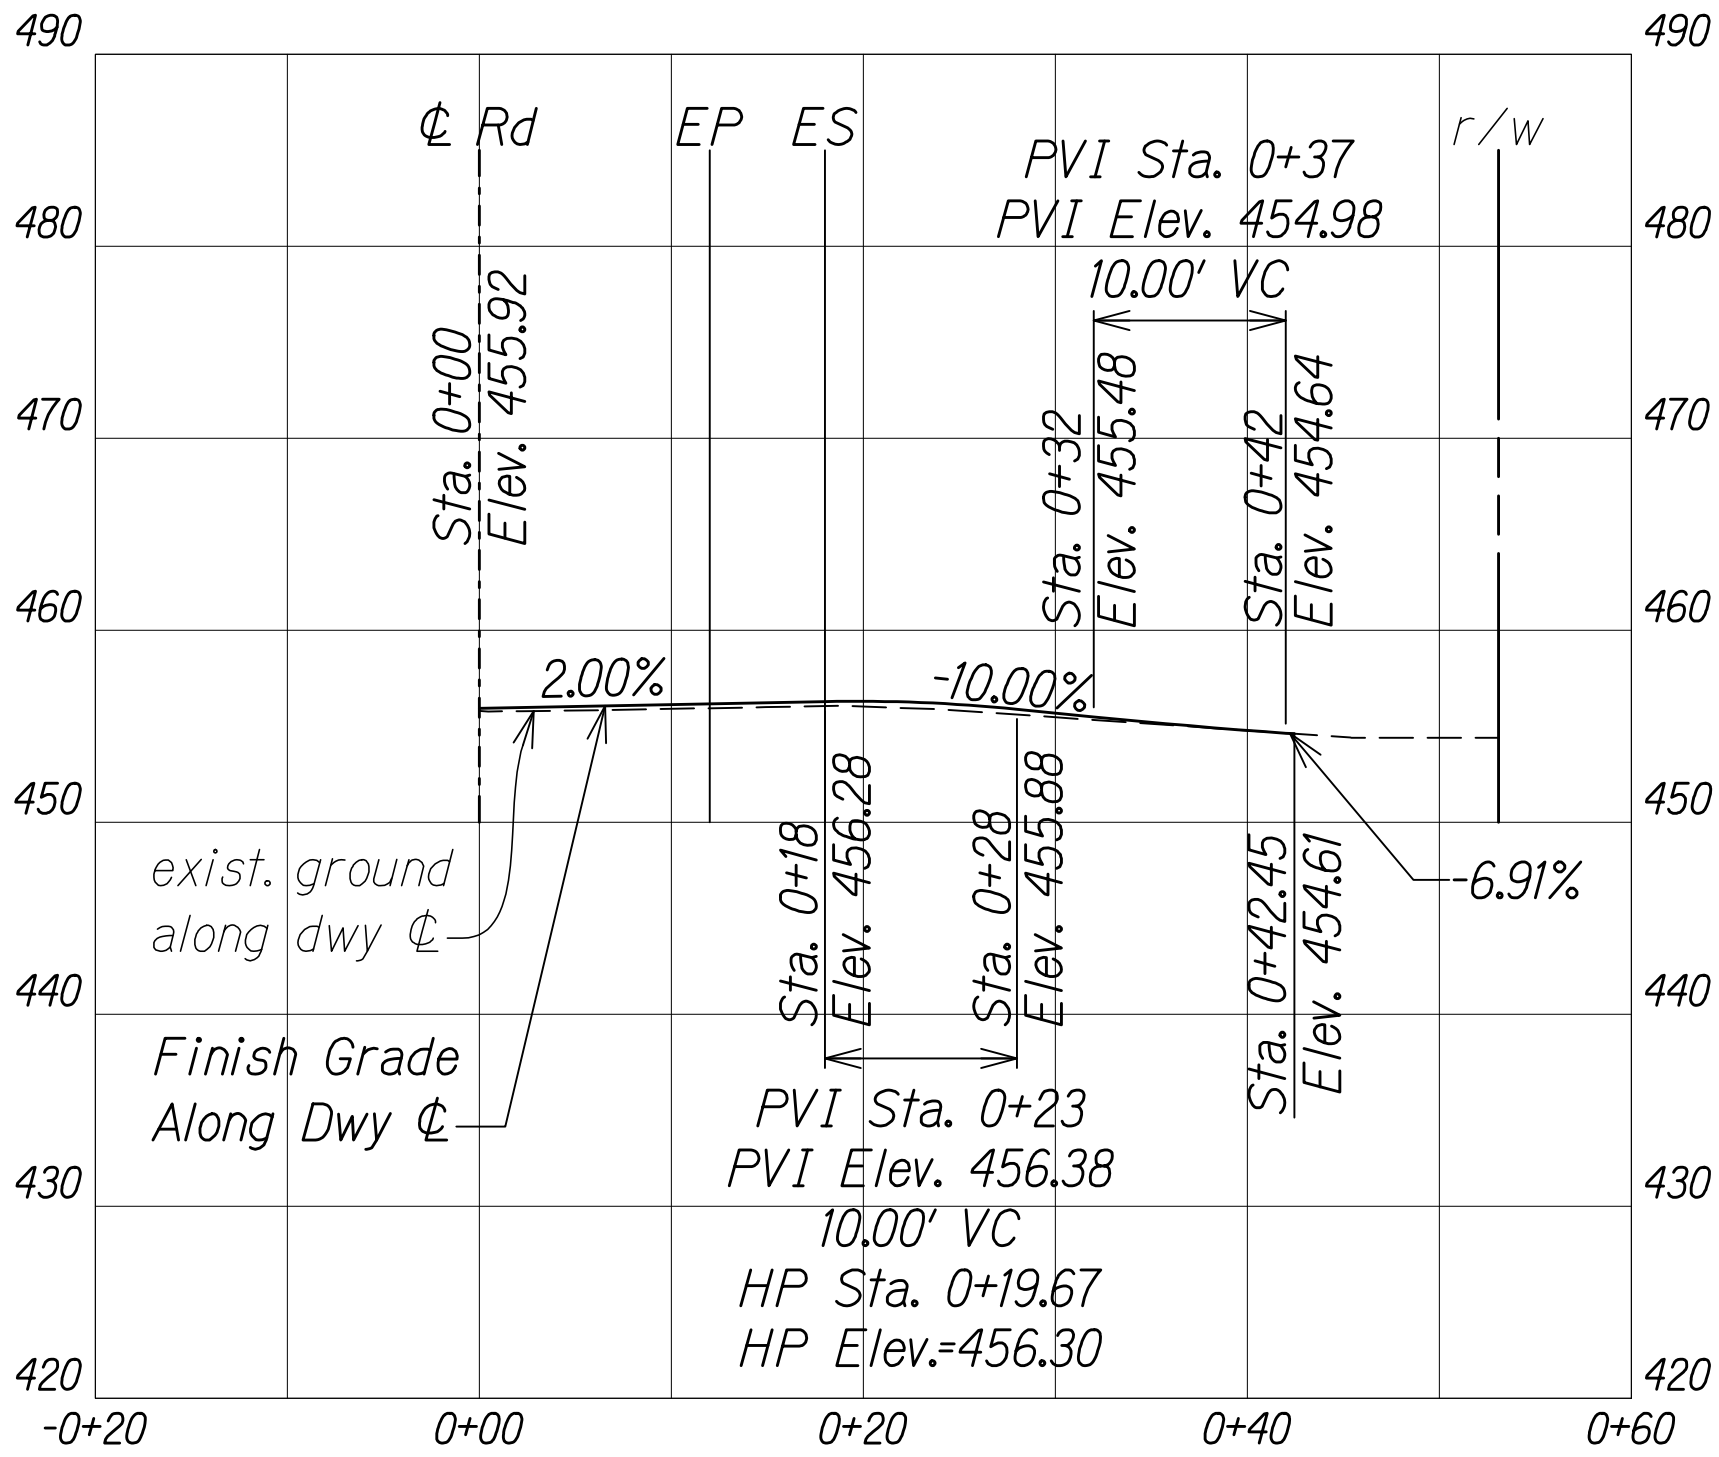 490
490
℄ Rd
EP
ES
r/w
PVI Sta. 0+37
PVI Elev. 454.98
10.00' VC
480
480
Sta. 0+00
Elev. 455.92
Sta. 0+32
Elev. 455.48
Sta. 0+42
Elev. 454.64
470
470
460
460
2.00%
-10.00%
450
450
Sta. 0+18
Elev. 456.28
Sta. 0+28
Elev. 455.88
Sta. 0+42.45
Elev. 454.61
-6.91%
exist. ground
along dwy ℄
440
440
Finish Grade
Along Dwy ℄
PVI Sta. 0+23
PVI Elev. 456.38
10.00' VC
HP Sta. 0+19.67
HP Elev.=456.30
430
430
420
420
-0+20
0+00
0+20
0+40
0+60